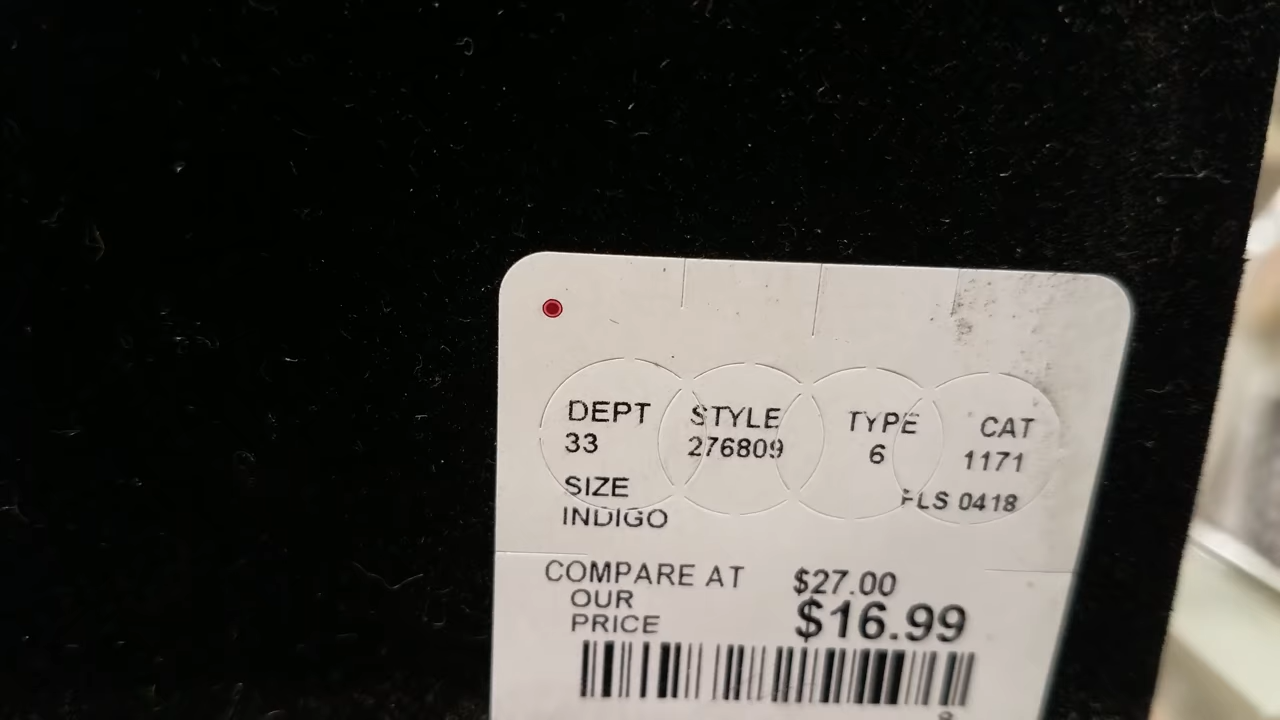 DEPT STYLE TYPE CAT
33 276809 6 1171
SIZE PLS 0418
INDIGO
COMPARE AT $27.00
OUR PRICE $16.99